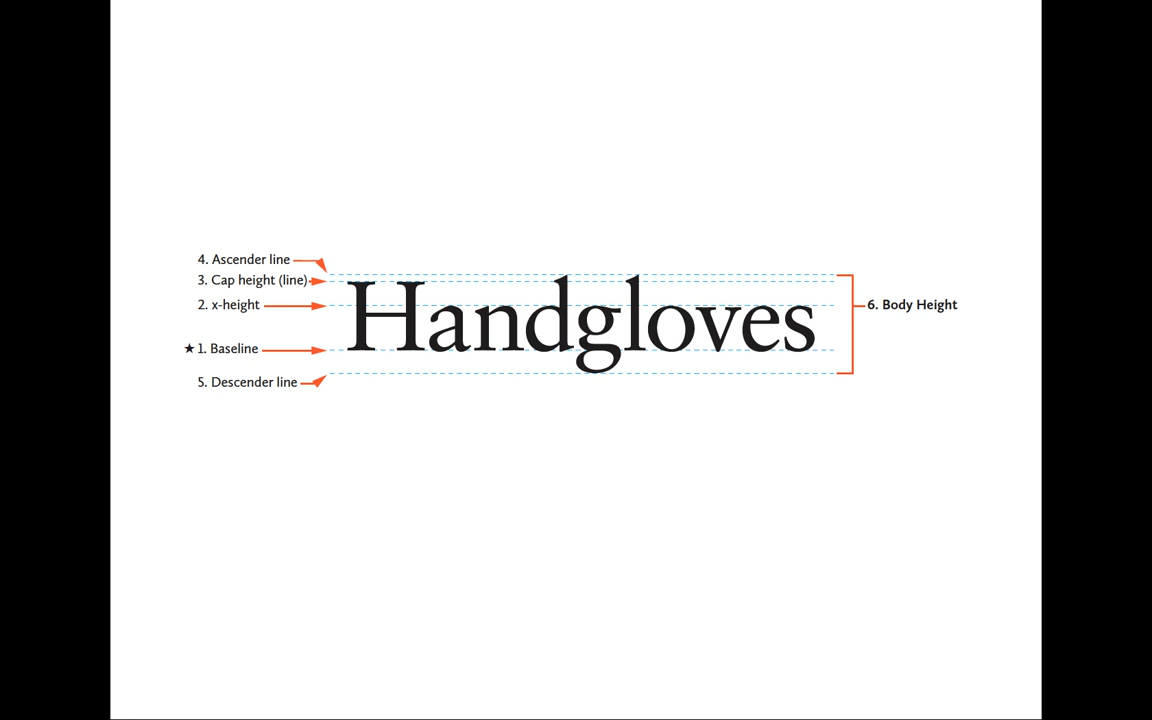 4. Ascender line
3. Cap height (line)
2. x-height
★ 1. Baseline
5. Descender line
Handgloves
6. Body Height